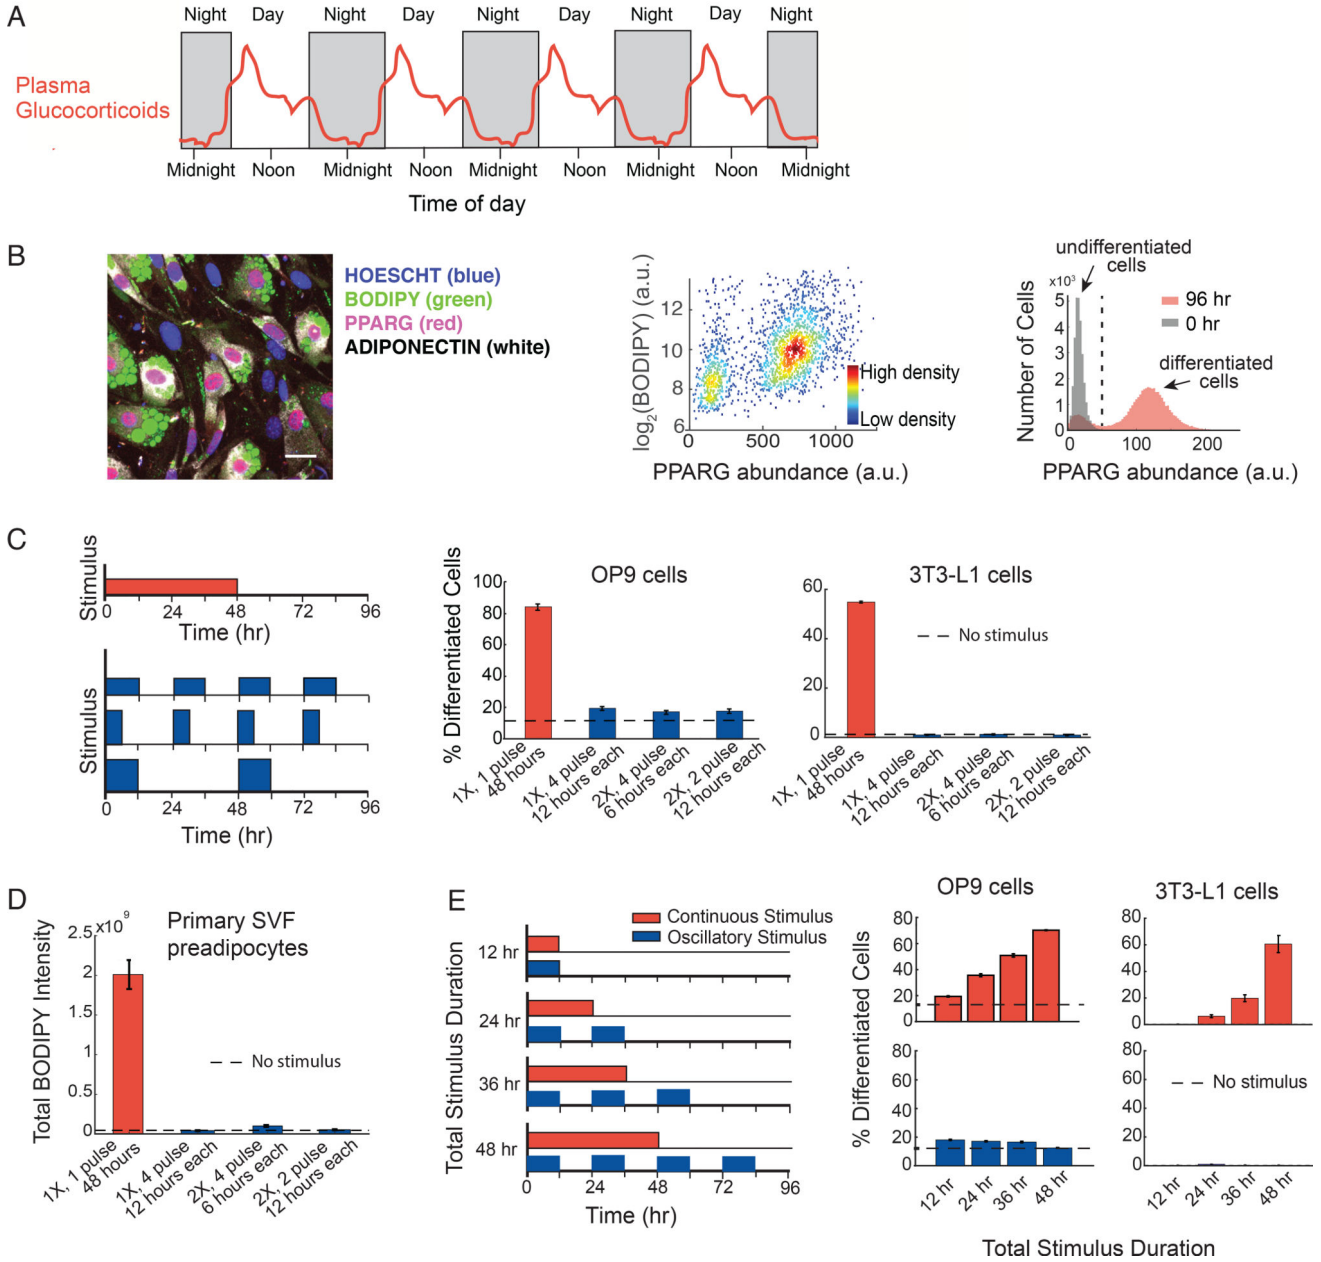 A
Night Day Night Day Night Day Night Day Night
Plasma
Glucocorticoids
Midnight Noon Midnight Noon Midnight Noon Midnight Noon Midnight
Time of day
B
HOESCHT (blue)
BODIPY (green)
PPARG (red)
ADIPONECTIN (white)
log2(BODIPY) (a.u.)
12
10
8
6
0 500 1000
PPARG abundance (a.u.)
High density
Low density
undifferentiated
cells
x10³
Number of Cells
5
4
3
2
1
0
0 100 200
PPARG abundance (a.u.)
96 hr
0 hr
differentiated
cells
C
Stimulus
0 24 48 72 96
Time (hr)
Stimulus
0 24 48 72 96
Time (hr)
OP9 cells
% Differentiated Cells
100
80
60
40
20
0
1X, 1 pulse
48 hours
1X, 4 pulse
12 hours each
2X, 4 pulse
6 hours each
2X, 2 pulse
12 hours each
3T3-L1 cells
60
40
20
0
No stimulus
1X, 1 pulse
48 hours
1X, 4 pulse
12 hours each
2X, 4 pulse
6 hours each
2X, 2 pulse
12 hours each
D
Primary SVF
preadipocytes
Total BODIPY Intensity
x10⁹
2.5
2
1.5
1
0.5
0
No stimulus
1X, 1 pulse
48 hours
1X, 4 pulse
12 hours each
2X, 4 pulse
6 hours each
2X, 2 pulse
12 hours each
E
Continuous Stimulus
Oscillatory Stimulus
Total Stimulus Duration
12 hr
24 hr
36 hr
48 hr
0 24 48 72 96
Time (hr)
OP9 cells
3T3-L1 cells
% Differentiated Cells
80
60
40
20
0
80
60
40
20
0
80
60
40
20
0
80
60
40
20
0
No stimulus
12 hr 24 hr 36 hr 48 hr
12 hr 24 hr 36 hr 48 hr
Total Stimulus Duration